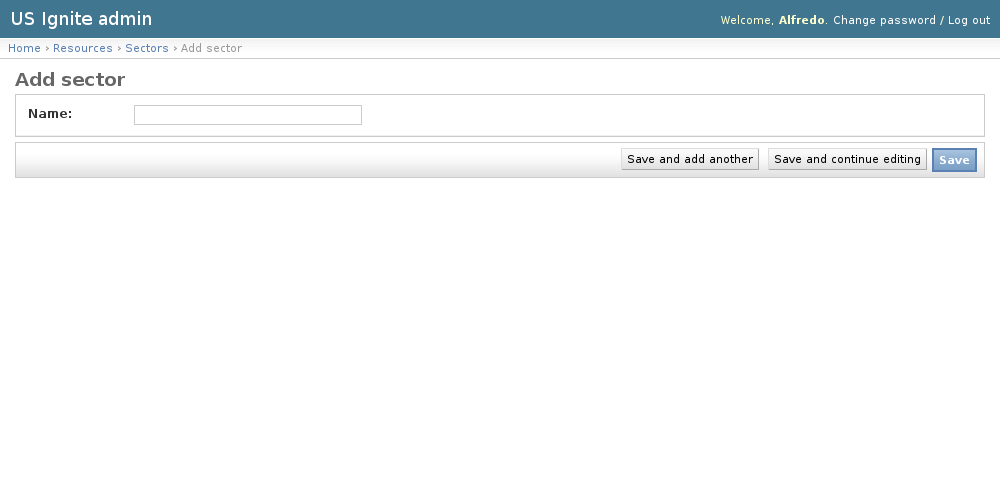 US Ignite admin
Welcome, Alfredo. Change password / Log out
Home › Resources › Sectors › Add sector
Add sector
Name:
Save and add another Save and continue editing Save